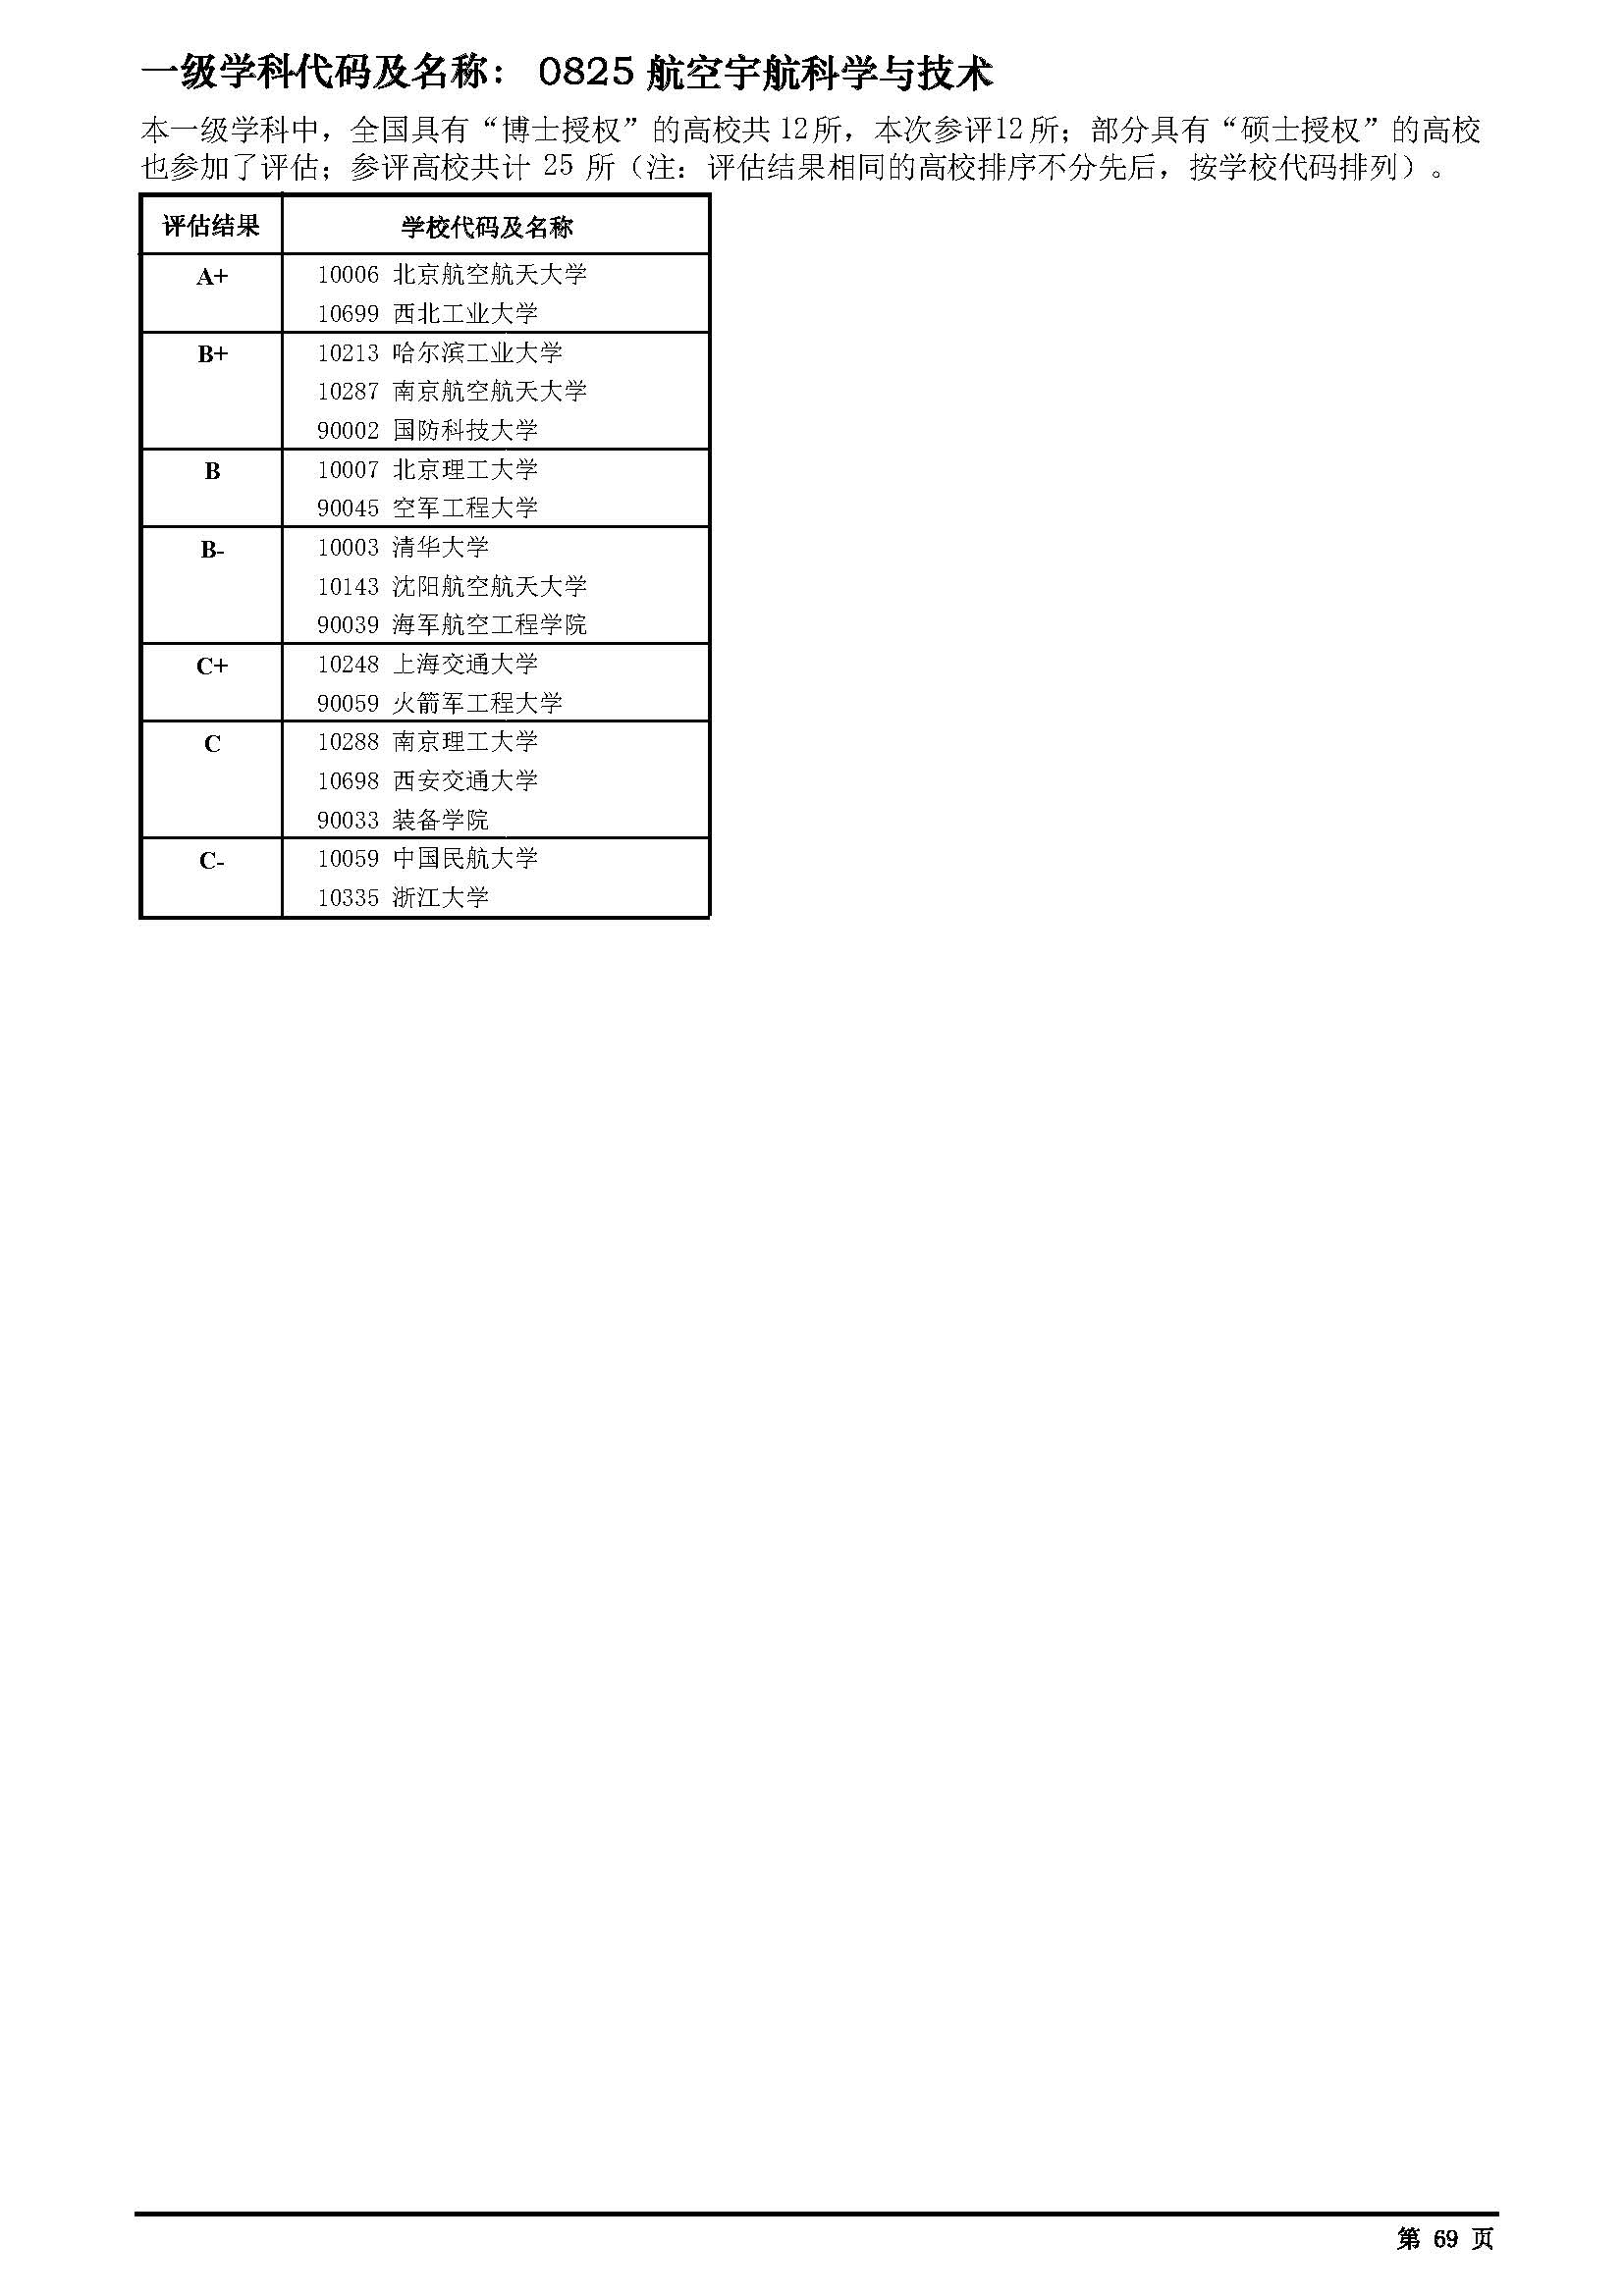 一级学科代码及名称： 0825 航空宇航科学与技术
本一级学科中，全国具有“博士授权”的高校共 12 所，本次参评12 所；部分具有“硕士授权”的高校
也参加了评估；参评高校共计 25 所（注：评估结果相同的高校排序不分先后，按学校代码排列）。
评估结果 学校代码及名称
A+ 10006 北京航空航天大学
10699 西北工业大学
B+ 10213 哈尔滨工业大学
10287 南京航空航天大学
90002 国防科技大学
B 10007 北京理工大学
90045 空军工程大学
B- 10003 清华大学
10143 沈阳航空航天大学
90039 海军航空工程学院
C+ 10248 上海交通大学
90059 火箭军工程大学
C 10288 南京理工大学
10698 西安交通大学
90033 装备学院
C- 10059 中国民航大学
10335 浙江大学
第 69 页